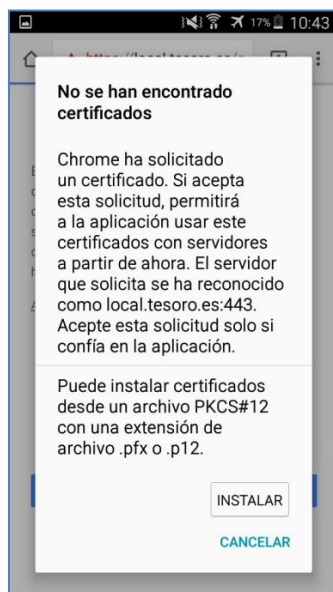 17% 10:43
No se han encontrado
certificados
Chrome ha solicitado
un certificado. Si acepta
esta solicitud, permitirá
a la aplicación usar este
certificados con servidores
a partir de ahora. El servidor
que solicita se ha reconocido
como local.tesoro.es:443.
Acepte esta solicitud solo si
confía en la aplicación.
Puede instalar certificados
desde un archivo PKCS#12
con una extensión de
archivo .pfx o .p12.
INSTALAR
CANCELAR